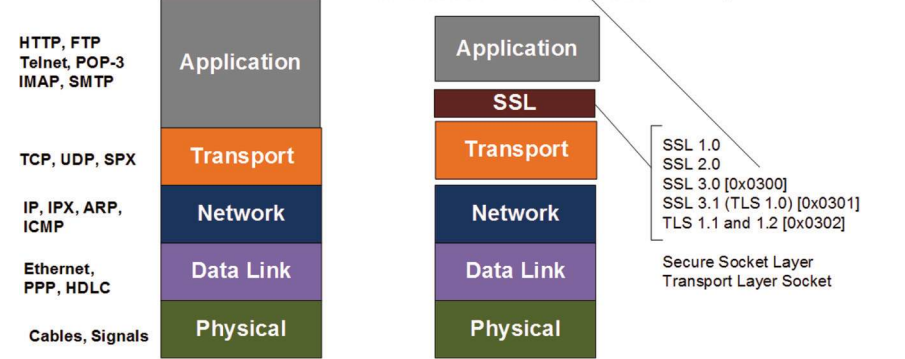 HTTP, FTP
Telnet, POP-3
IMAP, SMTP
Application
TCP, UDP, SPX
Transport
IP, IPX, ARP,
ICMP
Network
Ethernet,
PPP, HDLC
Data Link
Cables, Signals
Physical
Application
SSL
Transport
Network
Data Link
Physical
SSL 1.0
SSL 2.0
SSL 3.0 [0x0300]
SSL 3.1 (TLS 1.0) [0x0301]
TLS 1.1 and 1.2 [0x0302]
Secure Socket Layer
Transport Layer Socket